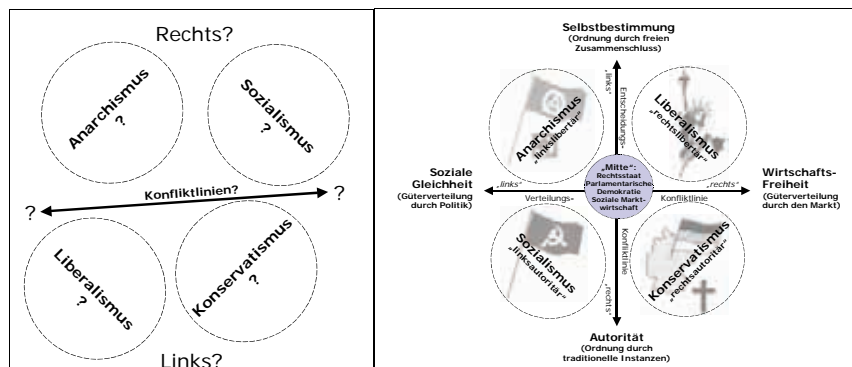 Rechts?
Anarchismus
?
Sozialismus
?
Konfliktlinien?
?
?
Liberalismus
?
Konservatismus
?
Links?
Selbstbestimmung
(Ordnung durch freien
Zusammenschluss)
„links“
Entscheidungs-
Anarchismus
„linkslibertär“
Liberalismus
„rechtslibertär“
Soziale
Gleichheit
(Güterverteilung
durch Politik)
„links“
Verteilungs-
„Mitte“:
Rechtsstaat
Parlamentarische
Demokratie
Soziale Markt-
wirtschaft
„rechts“
Konfliktlinie
Wirtschafts-
Freiheit
(Güterverteilung
durch den Markt)
Sozialismus
„linksautoritär“
Konfliktlinie
„rechts“
Konservatismus
„rechtsautoritär“
Autorität
(Ordnung durch
traditionelle Instanzen)